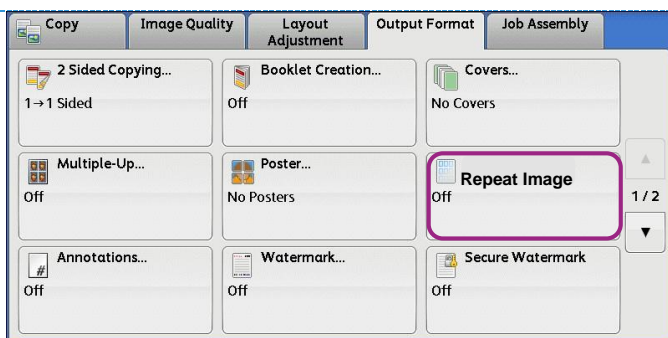 Copy
Image Quality
Layout
Adjustment
Output Format
Job Assembly
2 Sided Copying...
1→1 Sided
Booklet Creation...
Off
Covers...
No Covers
Multiple-Up...
Off
Poster...
No Posters
Repeat Image
Off
1 / 2
Annotations...
Off
Watermark...
Off
Secure Watermark
Off